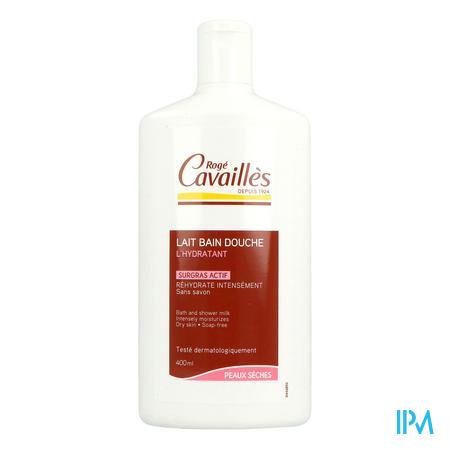 Rogé
Cavaillès
DEPUIS 1924
LAIT BAIN DOUCHE
L'HYDRATANT
SURGRAS ACTIF
RÉHYDRATE INTENSÉMENT
Sans savon
Bath and shower milk
Intensely moisturizes
Dry skin • Soap-free
Testé dermatologiquement
400ml
PEAUX SÈCHES
IPM